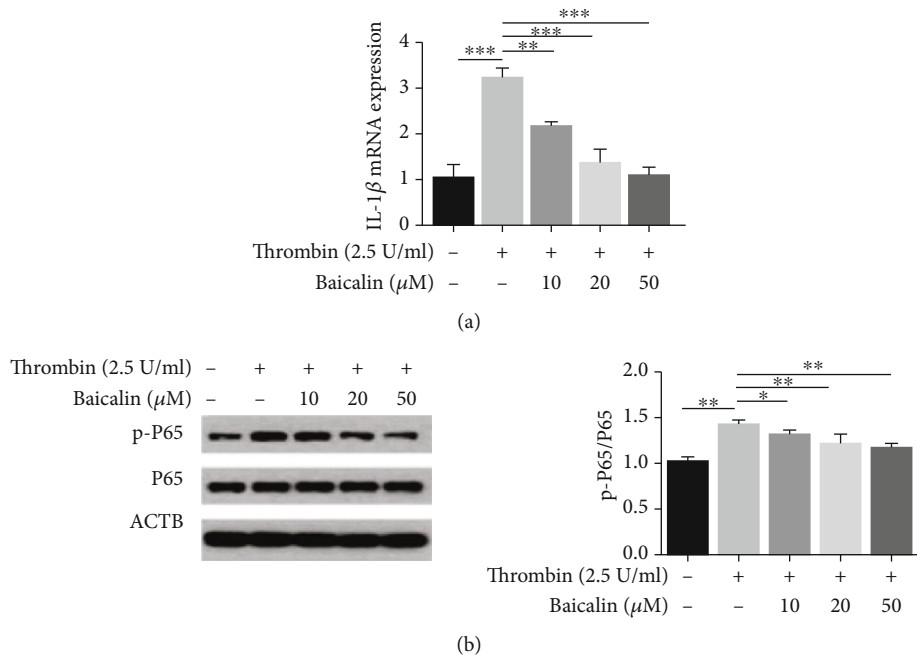 ***
***
*** **
4
3
2
1
0
IL-1β mRNA expression
Thrombin (2.5 U/ml) – + + + +
Baicalin (μM) – – 10 20 50
(a)
Thrombin (2.5 U/ml) – + + + +
Baicalin (μM) – – 10 20 50
p-P65
P65
ACTB
**
**
** *
2.0
1.5
1.0
0.5
0.0
p-P65/P65
Thrombin (2.5 U/ml) – + + + +
Baicalin (μM) – – 10 20 50
(b)